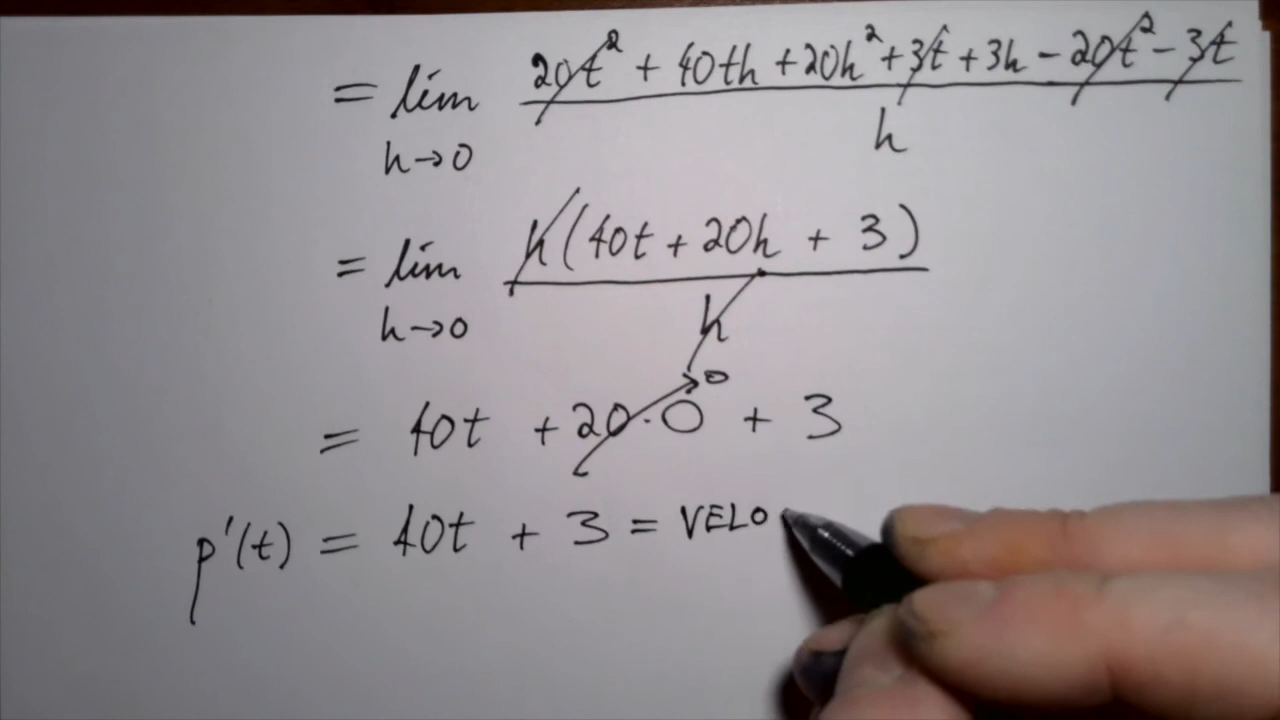 = lim h→0 (20t² + 40th + 20h² + 3t + 3h − 20t² − 3t) / h
= lim h→0 h(40t + 20h + 3) / h
= 40t + 20·0 + 3 → 0
p'(t) = 40t + 3 = VELO